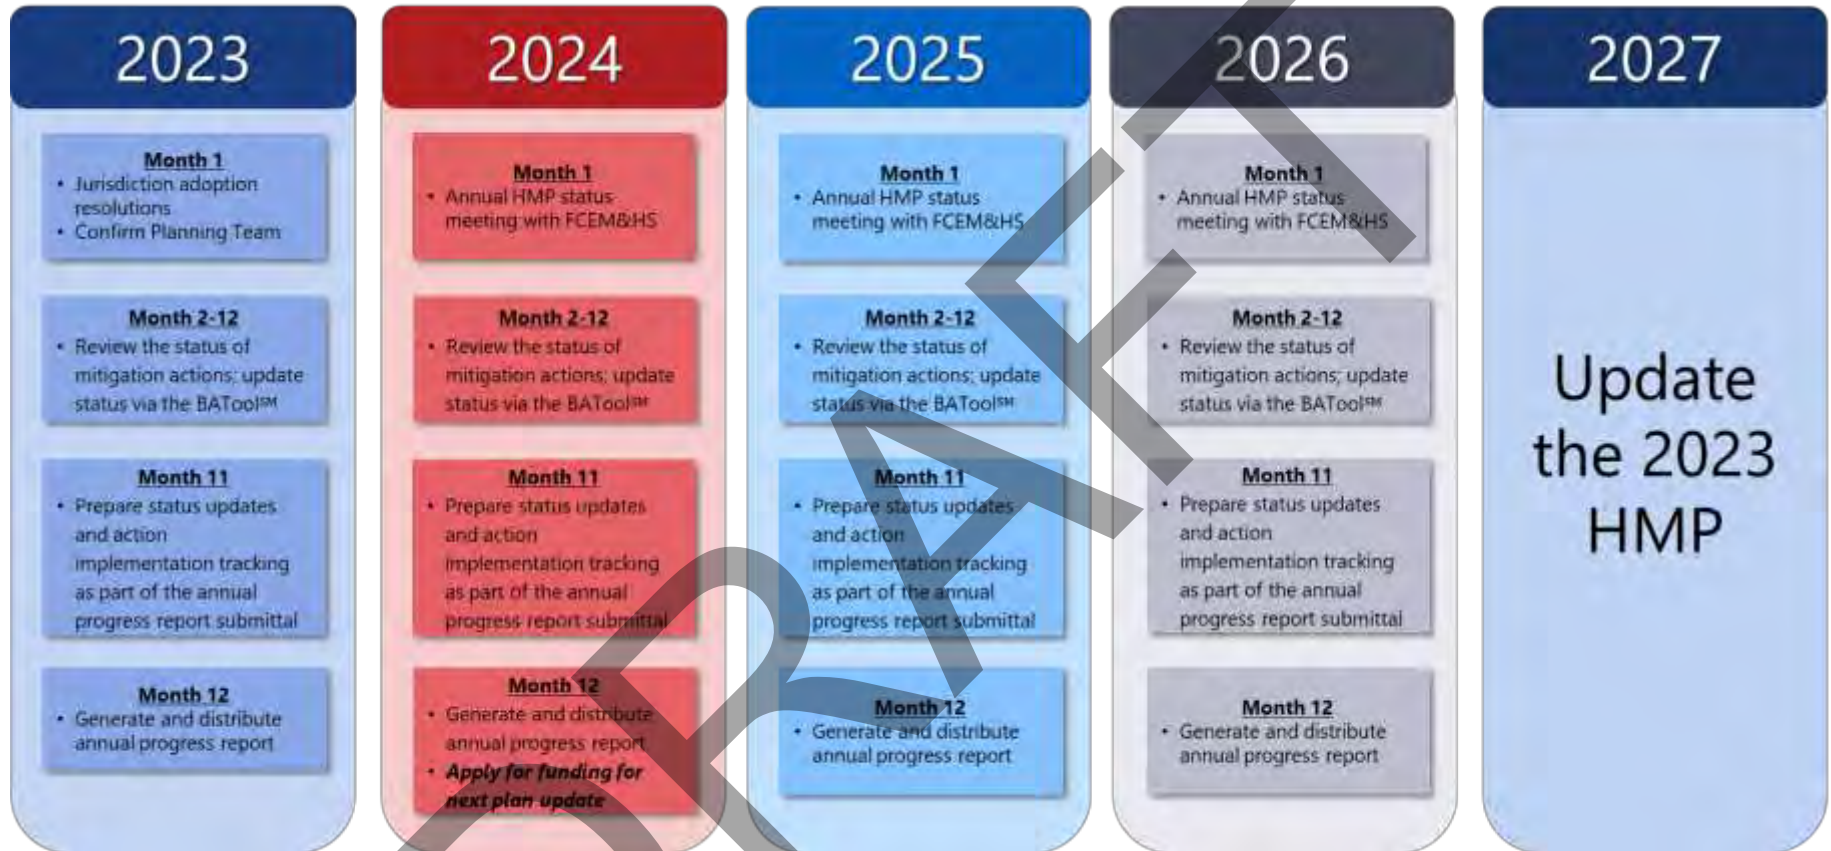 2023
Month 1
• Jurisdiction adoption
resolutions
• Confirm Planning Team
Month 2-12
• Review the status of
mitigation actions; update
status via the BAToolSM
Month 11
• Prepare status updates
and action
implementation tracking
as part of the annual
progress report submittal
Month 12
• Generate and distribute
annual progress report
2024
Month 1
• Annual HMP status
meeting with FCEM&HS
Month 2-12
• Review the status of
mitigation actions; update
status via the BAToolSM
Month 11
• Prepare status updates
and action
implementation tracking
as part of the annual
progress report submittal
Month 12
• Generate and distribute
annual progress report
• Apply for funding for
next plan update
2025
Month 1
• Annual HMP status
meeting with FCEM&HS
Month 2-12
• Review the status of
mitigation actions; update
status via the BAToolSM
Month 11
• Prepare status updates
and action
implementation tracking
as part of the annual
progress report submittal
Month 12
• Generate and distribute
annual progress report
2026
Month 1
• Annual HMP status
meeting with FCEM&HS
Month 2-12
• Review the status of
mitigation actions; update
status via the BAToolSM
Month 11
• Prepare status updates
and action
implementation tracking
as part of the annual
progress report submittal
Month 12
• Generate and distribute
annual progress report
2027
Update
the 2023
HMP
DRAFT